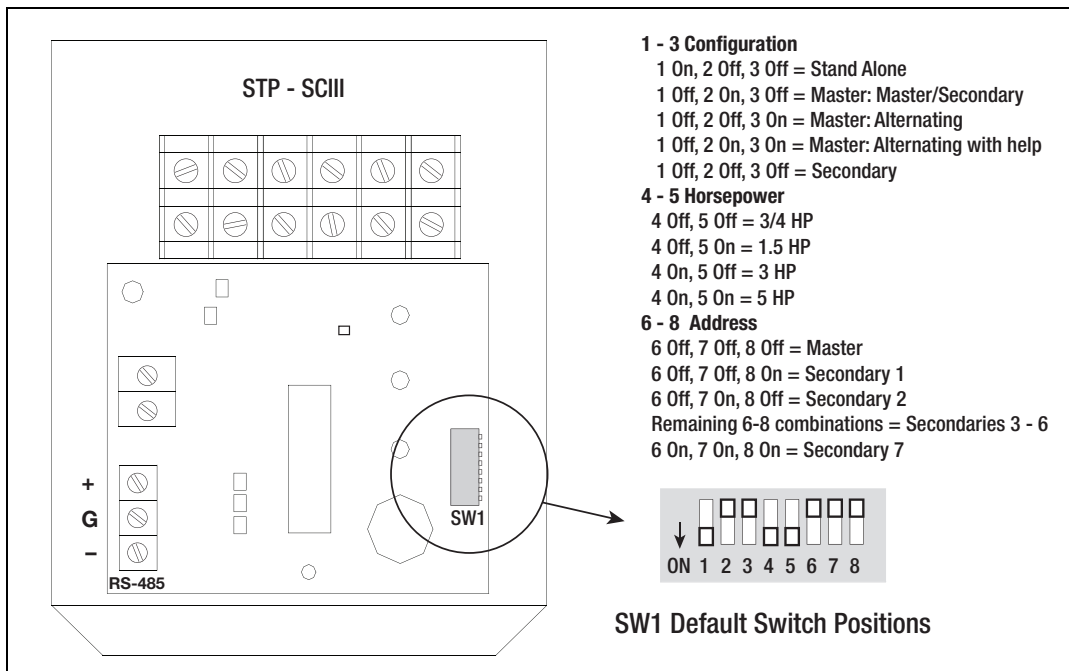 STP - SCIII
+
G
–
RS-485
SW1
1 - 3 Configuration
1 On, 2 Off, 3 Off = Stand Alone
1 Off, 2 On, 3 Off = Master: Master/Secondary
1 Off, 2 Off, 3 On = Master: Alternating
1 Off, 2 On, 3 On = Master: Alternating with help
1 Off, 2 Off, 3 Off = Secondary
4 - 5 Horsepower
4 Off, 5 Off = 3/4 HP
4 Off, 5 On = 1.5 HP
4 On, 5 Off = 3 HP
4 On, 5 On = 5 HP
6 - 8 Address
6 Off, 7 Off, 8 Off = Master
6 Off, 7 Off, 8 On = Secondary 1
6 Off, 7 On, 8 Off = Secondary 2
Remaining 6-8 combinations = Secondaries 3 - 6
6 On, 7 On, 8 On = Secondary 7
ON 1 2 3 4 5 6 7 8
SW1 Default Switch Positions